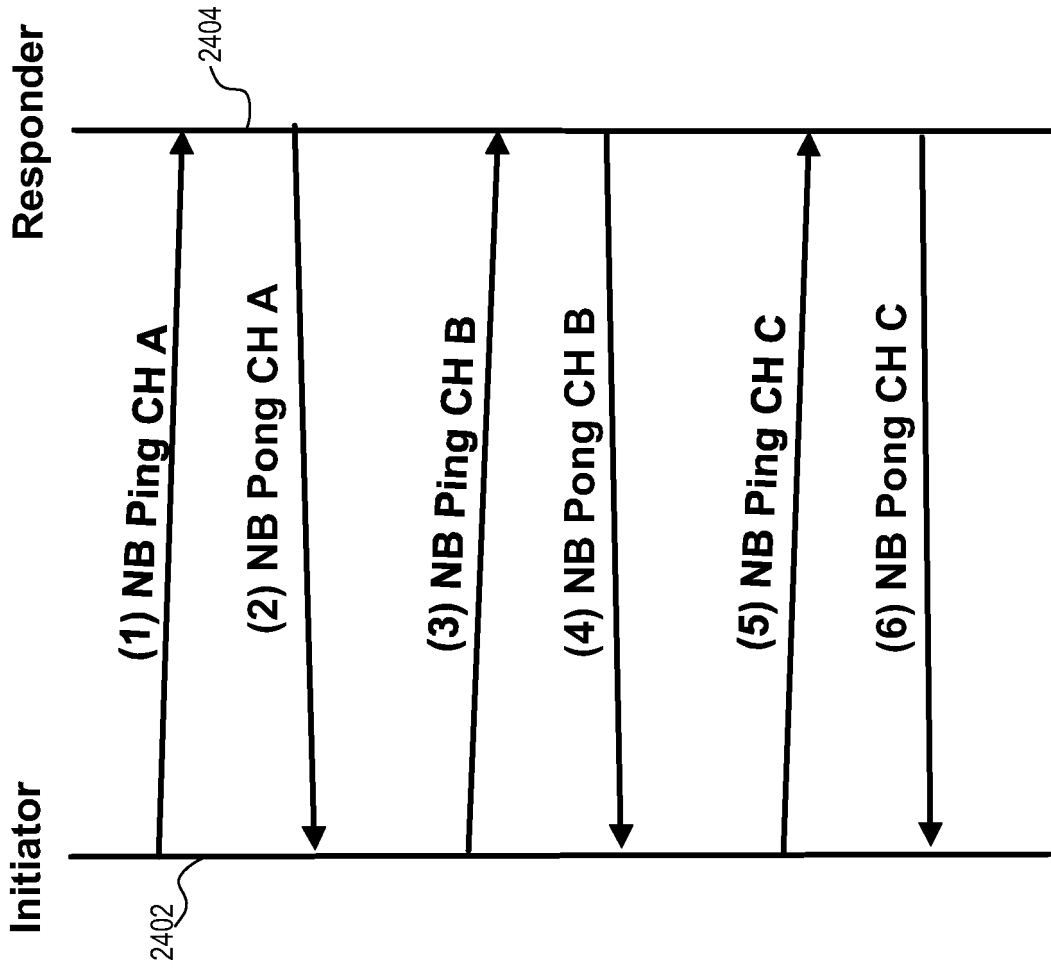 Initiator
Responder
2402
2404
(1) NB Ping CH A
(2) NB Pong CH A
(3) NB Ping CH B
(4) NB Pong CH B
(5) NB Ping CH C
(6) NB Pong CH C